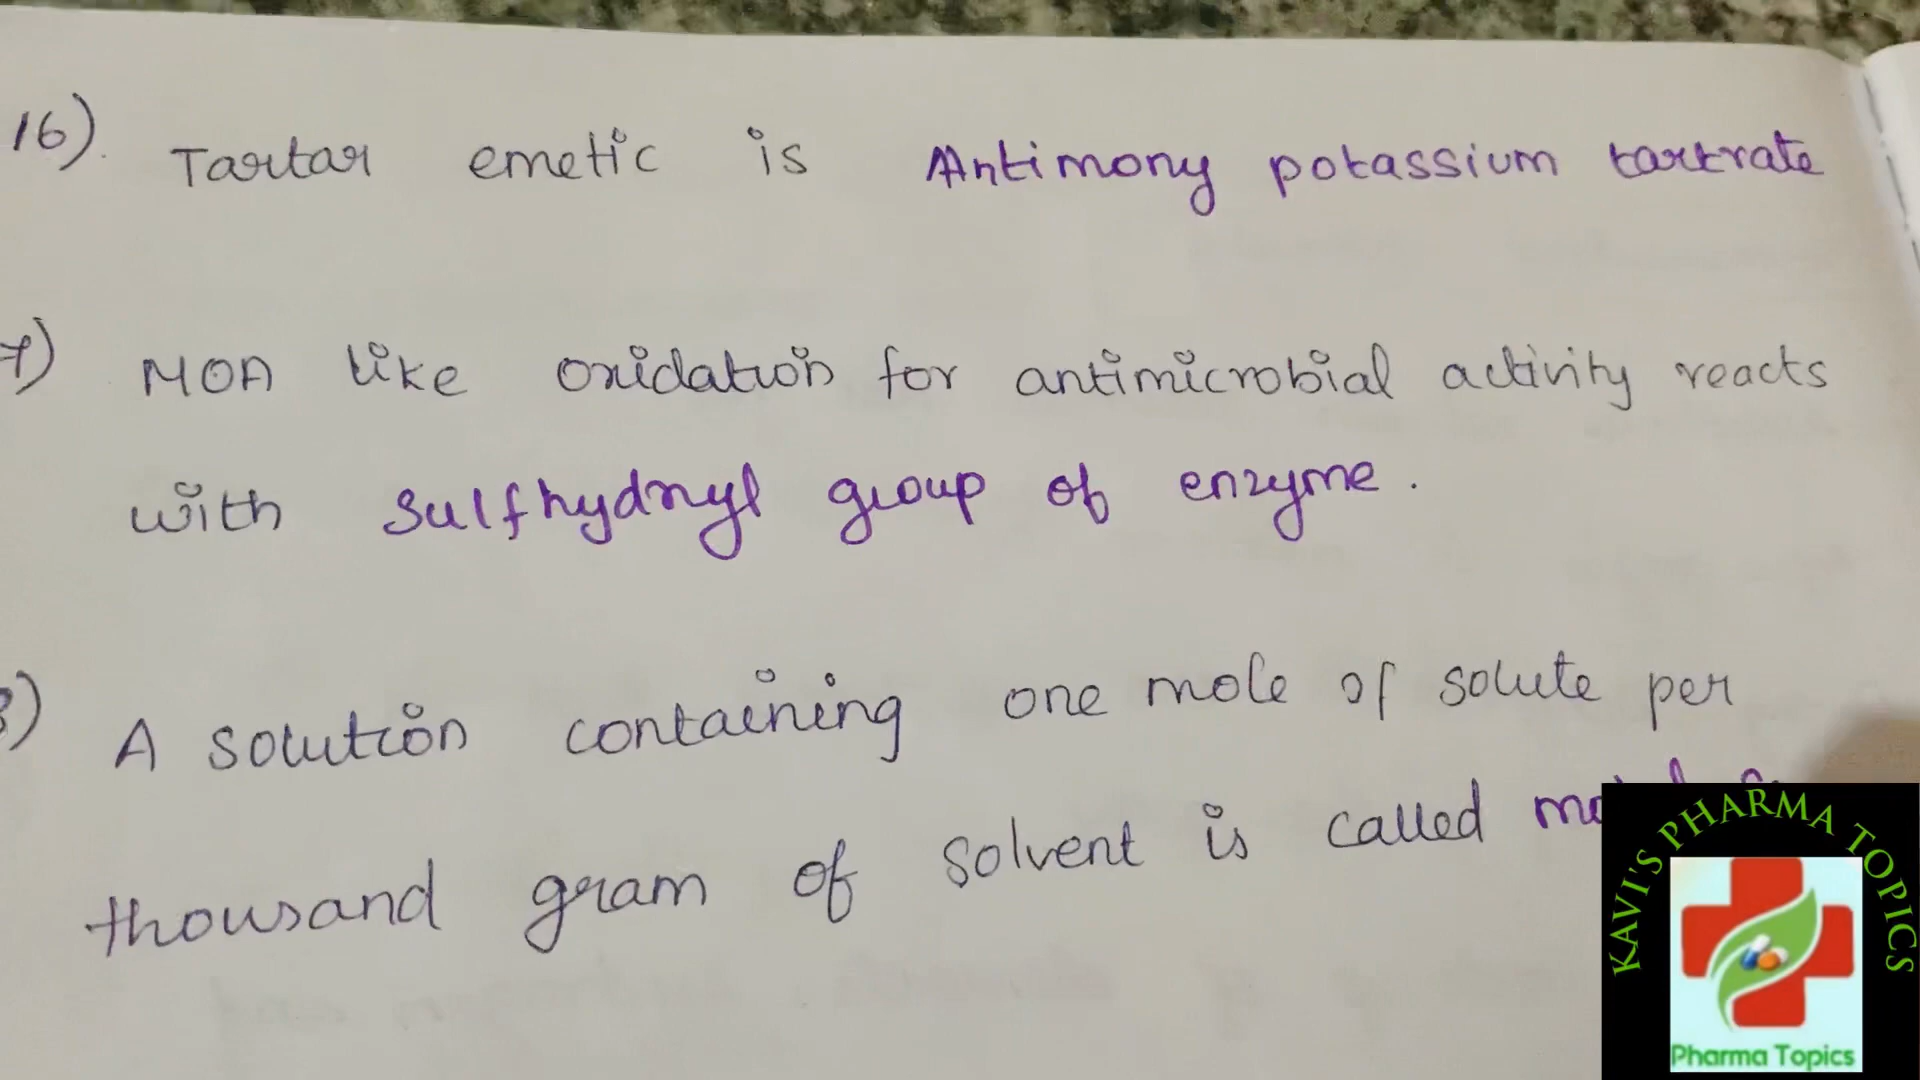 16). Tartar emetic is Antimony potassium tartrate
7) MOA like oxidation for antimicrobial activity reacts
with sulfhydryl group of enzyme.
) A solution containing one mole of solute per
thousand gram of solvent is called
KAVI'S PHARMA TOPICS
Pharma Topics